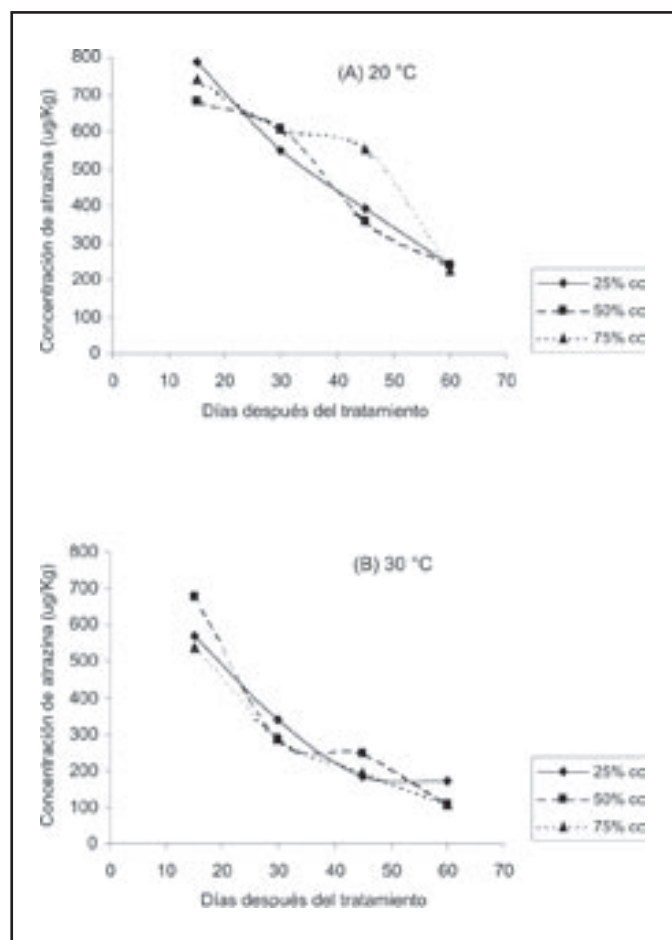 (A) 20 °C
Concentración de atrazina (ug/Kg)
800
700
600
500
400
300
200
100
0
0 10 20 30 40 50 60 70
Días después del tratamiento
25% cc
50% cc
75% cc
(B) 30 °C
Concentración de atrazina (ug/Kg)
800
700
600
500
400
300
200
100
0
0 10 20 30 40 50 60 70
Días después del tratamiento
25% cc
50% cc
75% cc